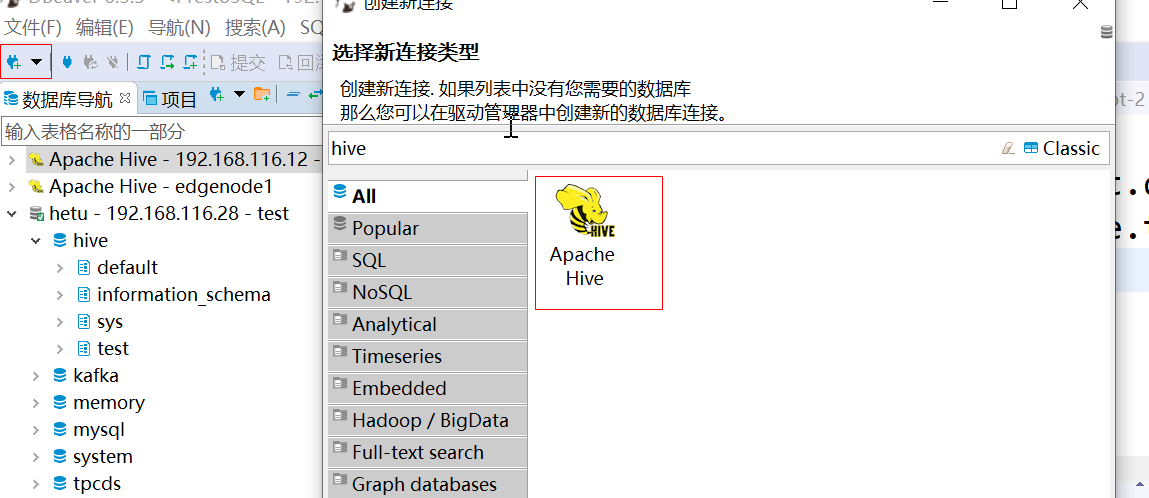 创建新连接
文件(F) 编辑(E) 导航(N) 搜索(A)
提交
数据库导航 项目
输入表格名称的一部分
Apache Hive - 192.168.116.12 -
Apache Hive - edgenode1
hetu - 192.168.116.28 - test
hive
default
information_schema
sys
test
kafka
memory
mysql
system
tpcds
选择新连接类型
创建新连接. 如果列表中没有您需要的数据库
那么您可以在驱动管理器中创建新的数据库连接。
hive
Classic
All
Popular
SQL
NoSQL
Analytical
Timeseries
Embedded
Hadoop / BigData
Full-text search
Graph databases
Apache
Hive